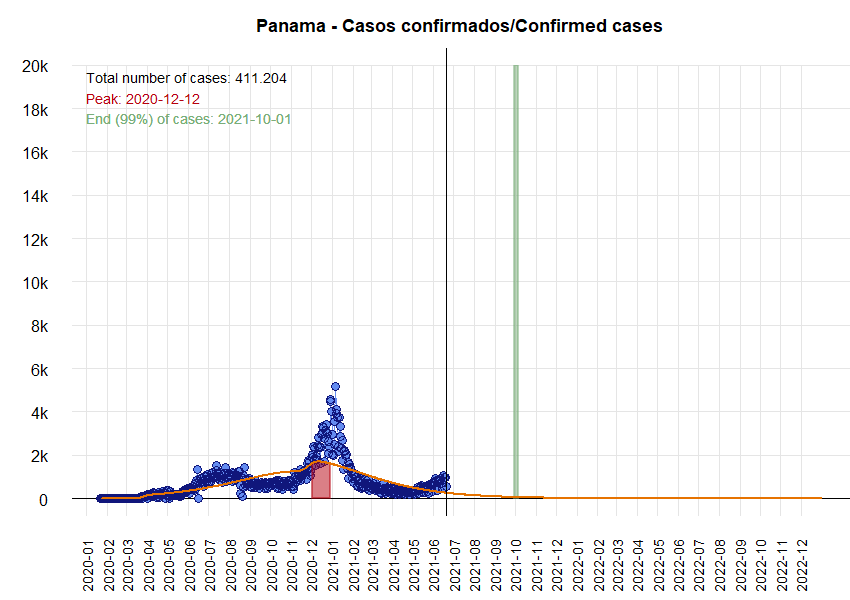 Panama - Casos confirmados/Confirmed cases
20k
Total number of cases: 411.204
Peak: 2020-12-12
18k
End (99%) of cases: 2021-10-01
16k
14k
12k
10k
8k
6k
4k
2k
0
2020-01
2020-02
2020-03
2020-04
2020-05
2020-06
2020-07
2020-08
2020-09
2020-10
2020-11
2020-12
2021-01
2021-02
2021-03
2021-04
2021-05
2021-06
2021-07
2021-08
2021-09
2021-10
2021-11
2021-12
2022-01
2022-02
2022-03
2022-04
2022-05
2022-06
2022-07
2022-08
2022-09
2022-10
2022-11
2022-12